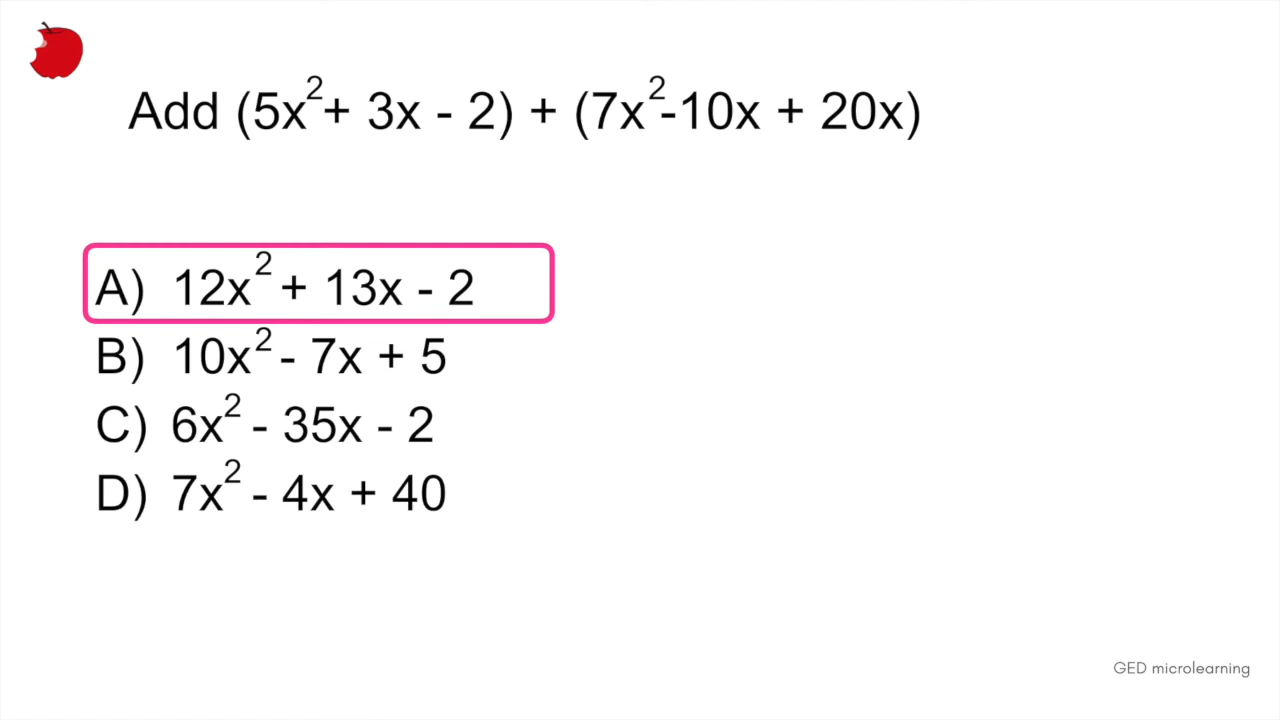 Add (5x²+ 3x - 2) + (7x²-10x + 20x)
A) 12x² + 13x - 2
B) 10x² - 7x + 5
C) 6x² - 35x - 2
D) 7x² - 4x + 40
GED microlearning